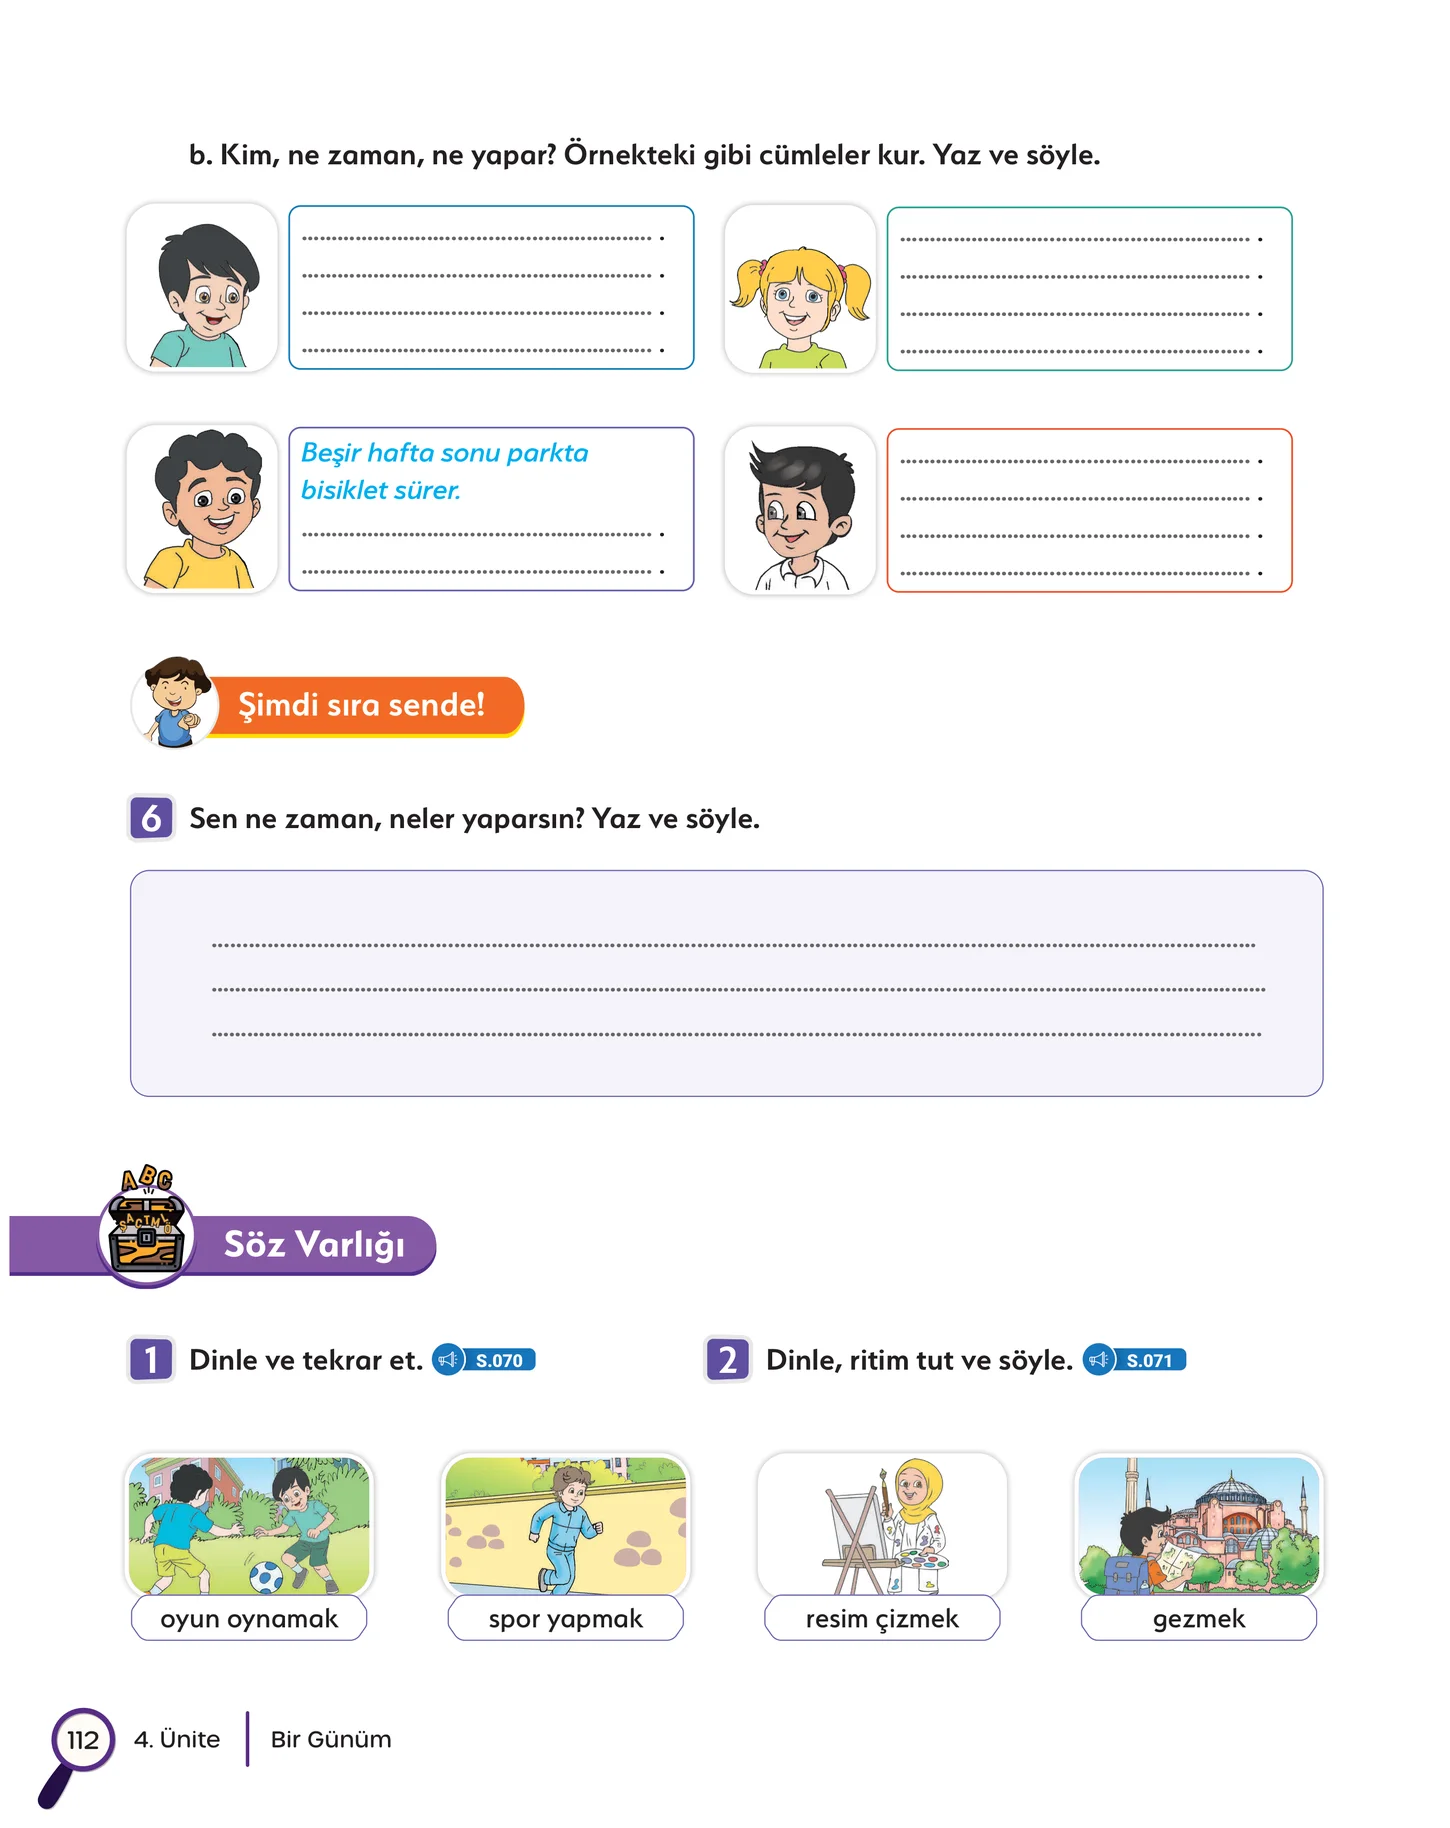 b. Kim, ne zaman, ne yapar? Örnekteki gibi cümleler kur. Yaz ve söyle.
Beşir hafta sonu parkta
bisiklet sürer.
Şimdi sıra sende!
6 Sen ne zaman, neler yaparsın? Yaz ve söyle.
ABC
Söz Varlığı
1 Dinle ve tekrar et. S.070
2 Dinle, ritim tut ve söyle. S.071
oyun oynamak
spor yapmak
resim çizmek
gezmek
112 4. Ünite Bir Günüm